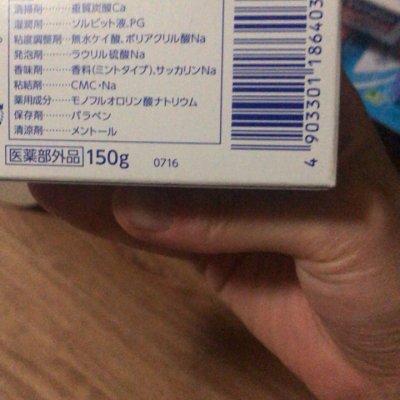 清掃剤………重質炭酸Ca
湿潤剤………ソルビット液、PG
粘度調整剤…無水ケイ酸、ポリアクリル酸Na
発泡剤………ラウリル硫酸Na
香味剤………香料(ミントタイプ)、サッカリンNa
粘結剤………CMC・Na
薬用成分……モノフルオロリン酸ナトリウム
保存剤………パラベン
清涼剤………メントール
医薬部外品 150g 0716
4 903301 186403